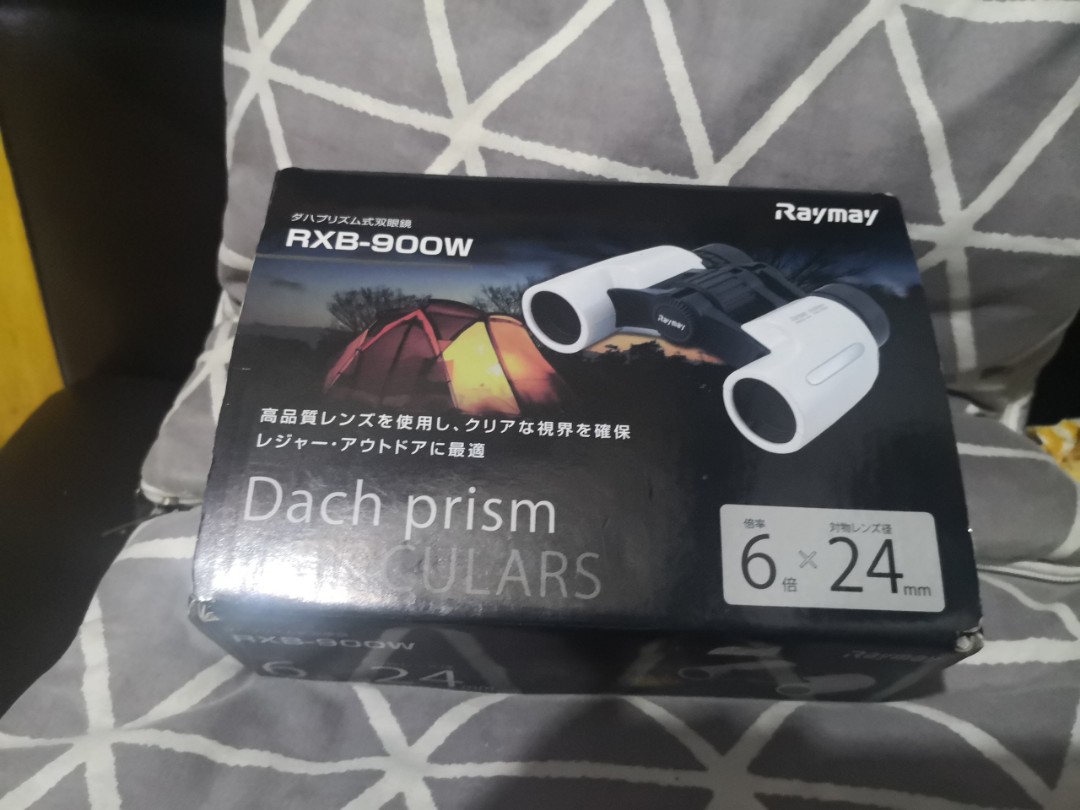 ダハプリズム式双眼鏡
RXB-900W
Raymay
Raymay
高品質レンズを使用し、クリアな視界を確保
レジャー・アウトドアに最適
Dach prism
倍率
6倍
×
対物レンズ径
24mm
RXB-900W
6 24
Raymay